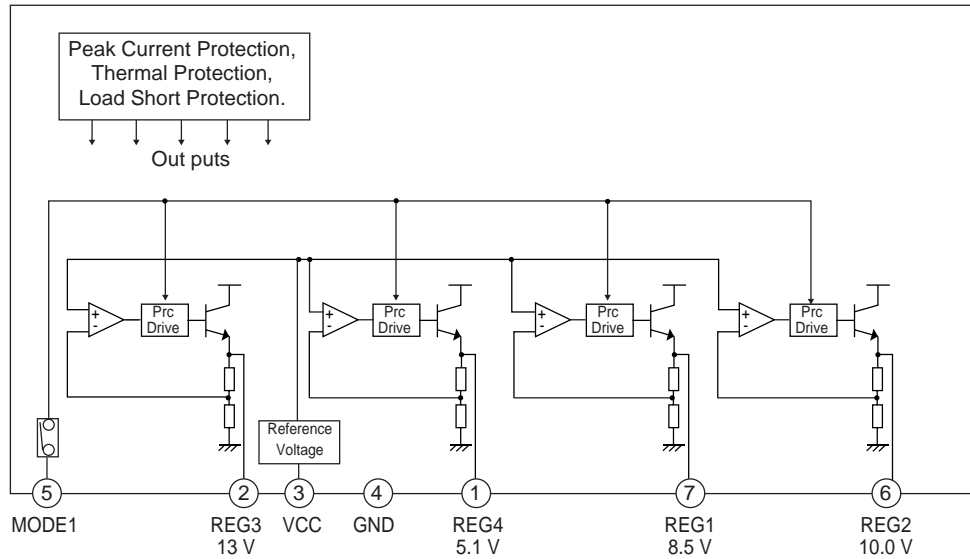 Peak Current Protection,
Thermal Protection,
Load Short Protection.
Out puts
+
-
Prc
Drive
+
-
Prc
Drive
+
-
Prc
Drive
+
-
Prc
Drive
Reference
Voltage
5
2
3
4
1
7
6
MODE1
REG3
13 V
VCC
GND
REG4
5.1 V
REG1
8.5 V
REG2
10.0 V